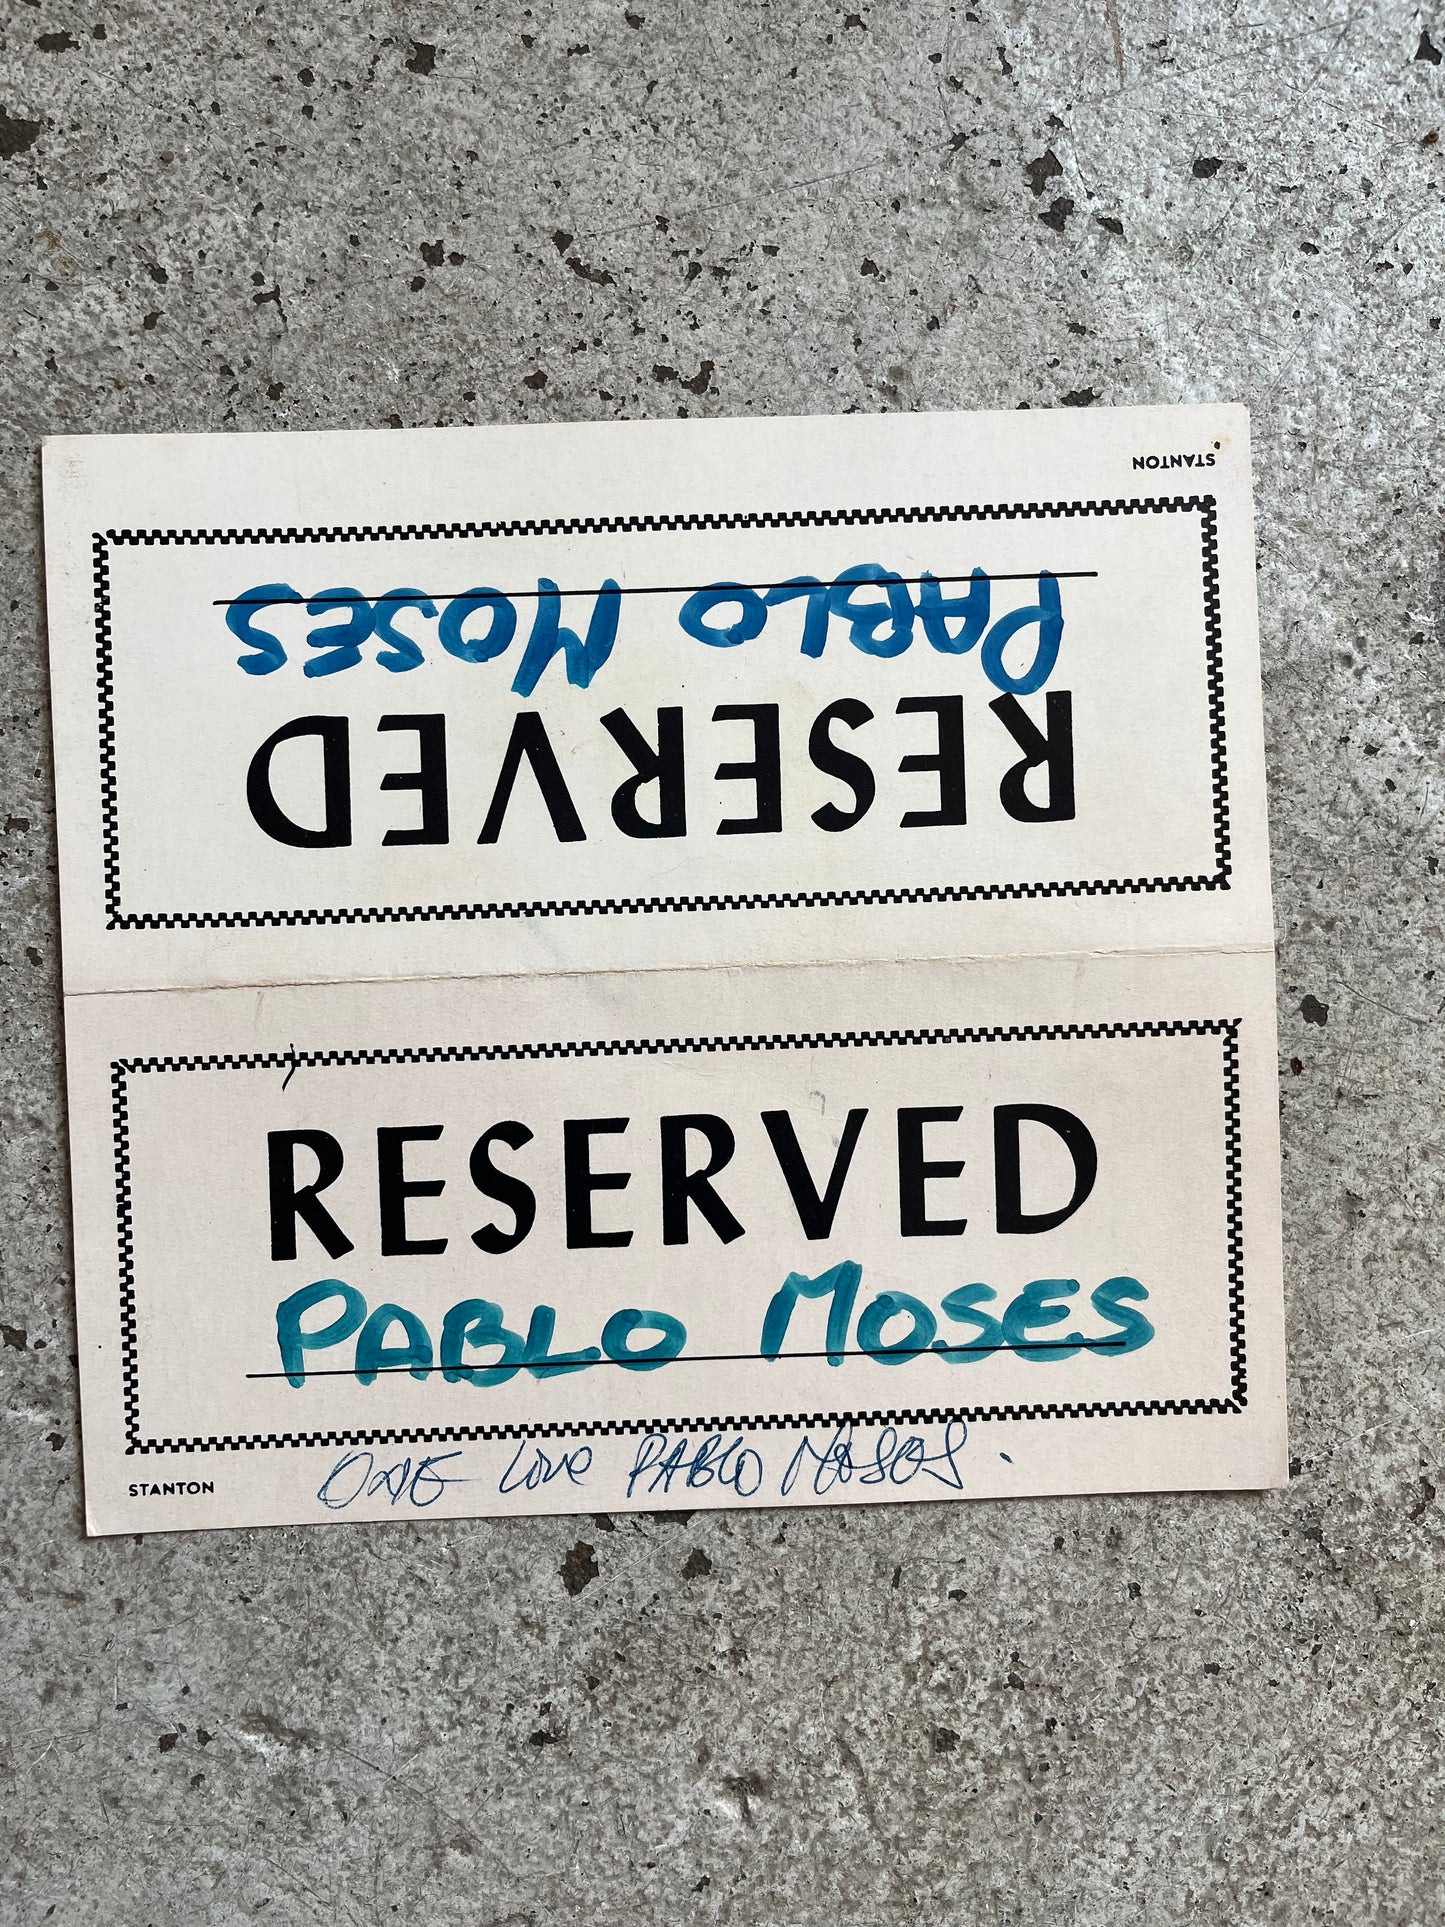 STANTON
PABLO MOSES
RESERVED
RESERVED
PABLO MOSES
ONE Love PABLO MOSES.
STANTON